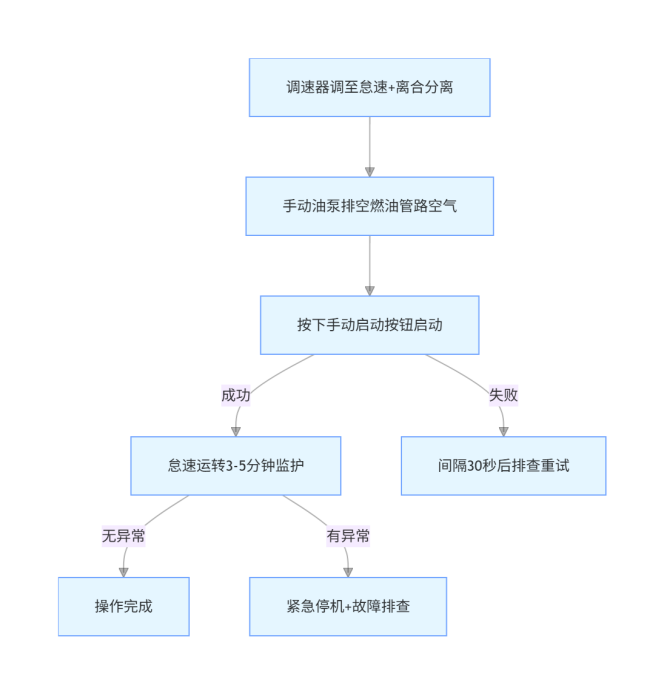 调速器调至怠速+离合分离
手动油泵排空燃油管路空气
按下手动启动按钮启动
成功
失败
怠速运转3-5分钟监护
间隔30秒后排查重试
无异常
有异常
操作完成
紧急停机+故障排查